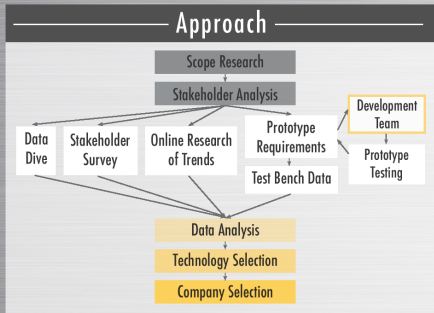 Approach
Scope Research
Stakeholder Analysis
Data
Dive
Stakeholder
Survey
Online Research
of Trends
Prototype
Requirements
Development
Team
Prototype
Testing
Test Bench Data
Data Analysis
Technology Selection
Company Selection